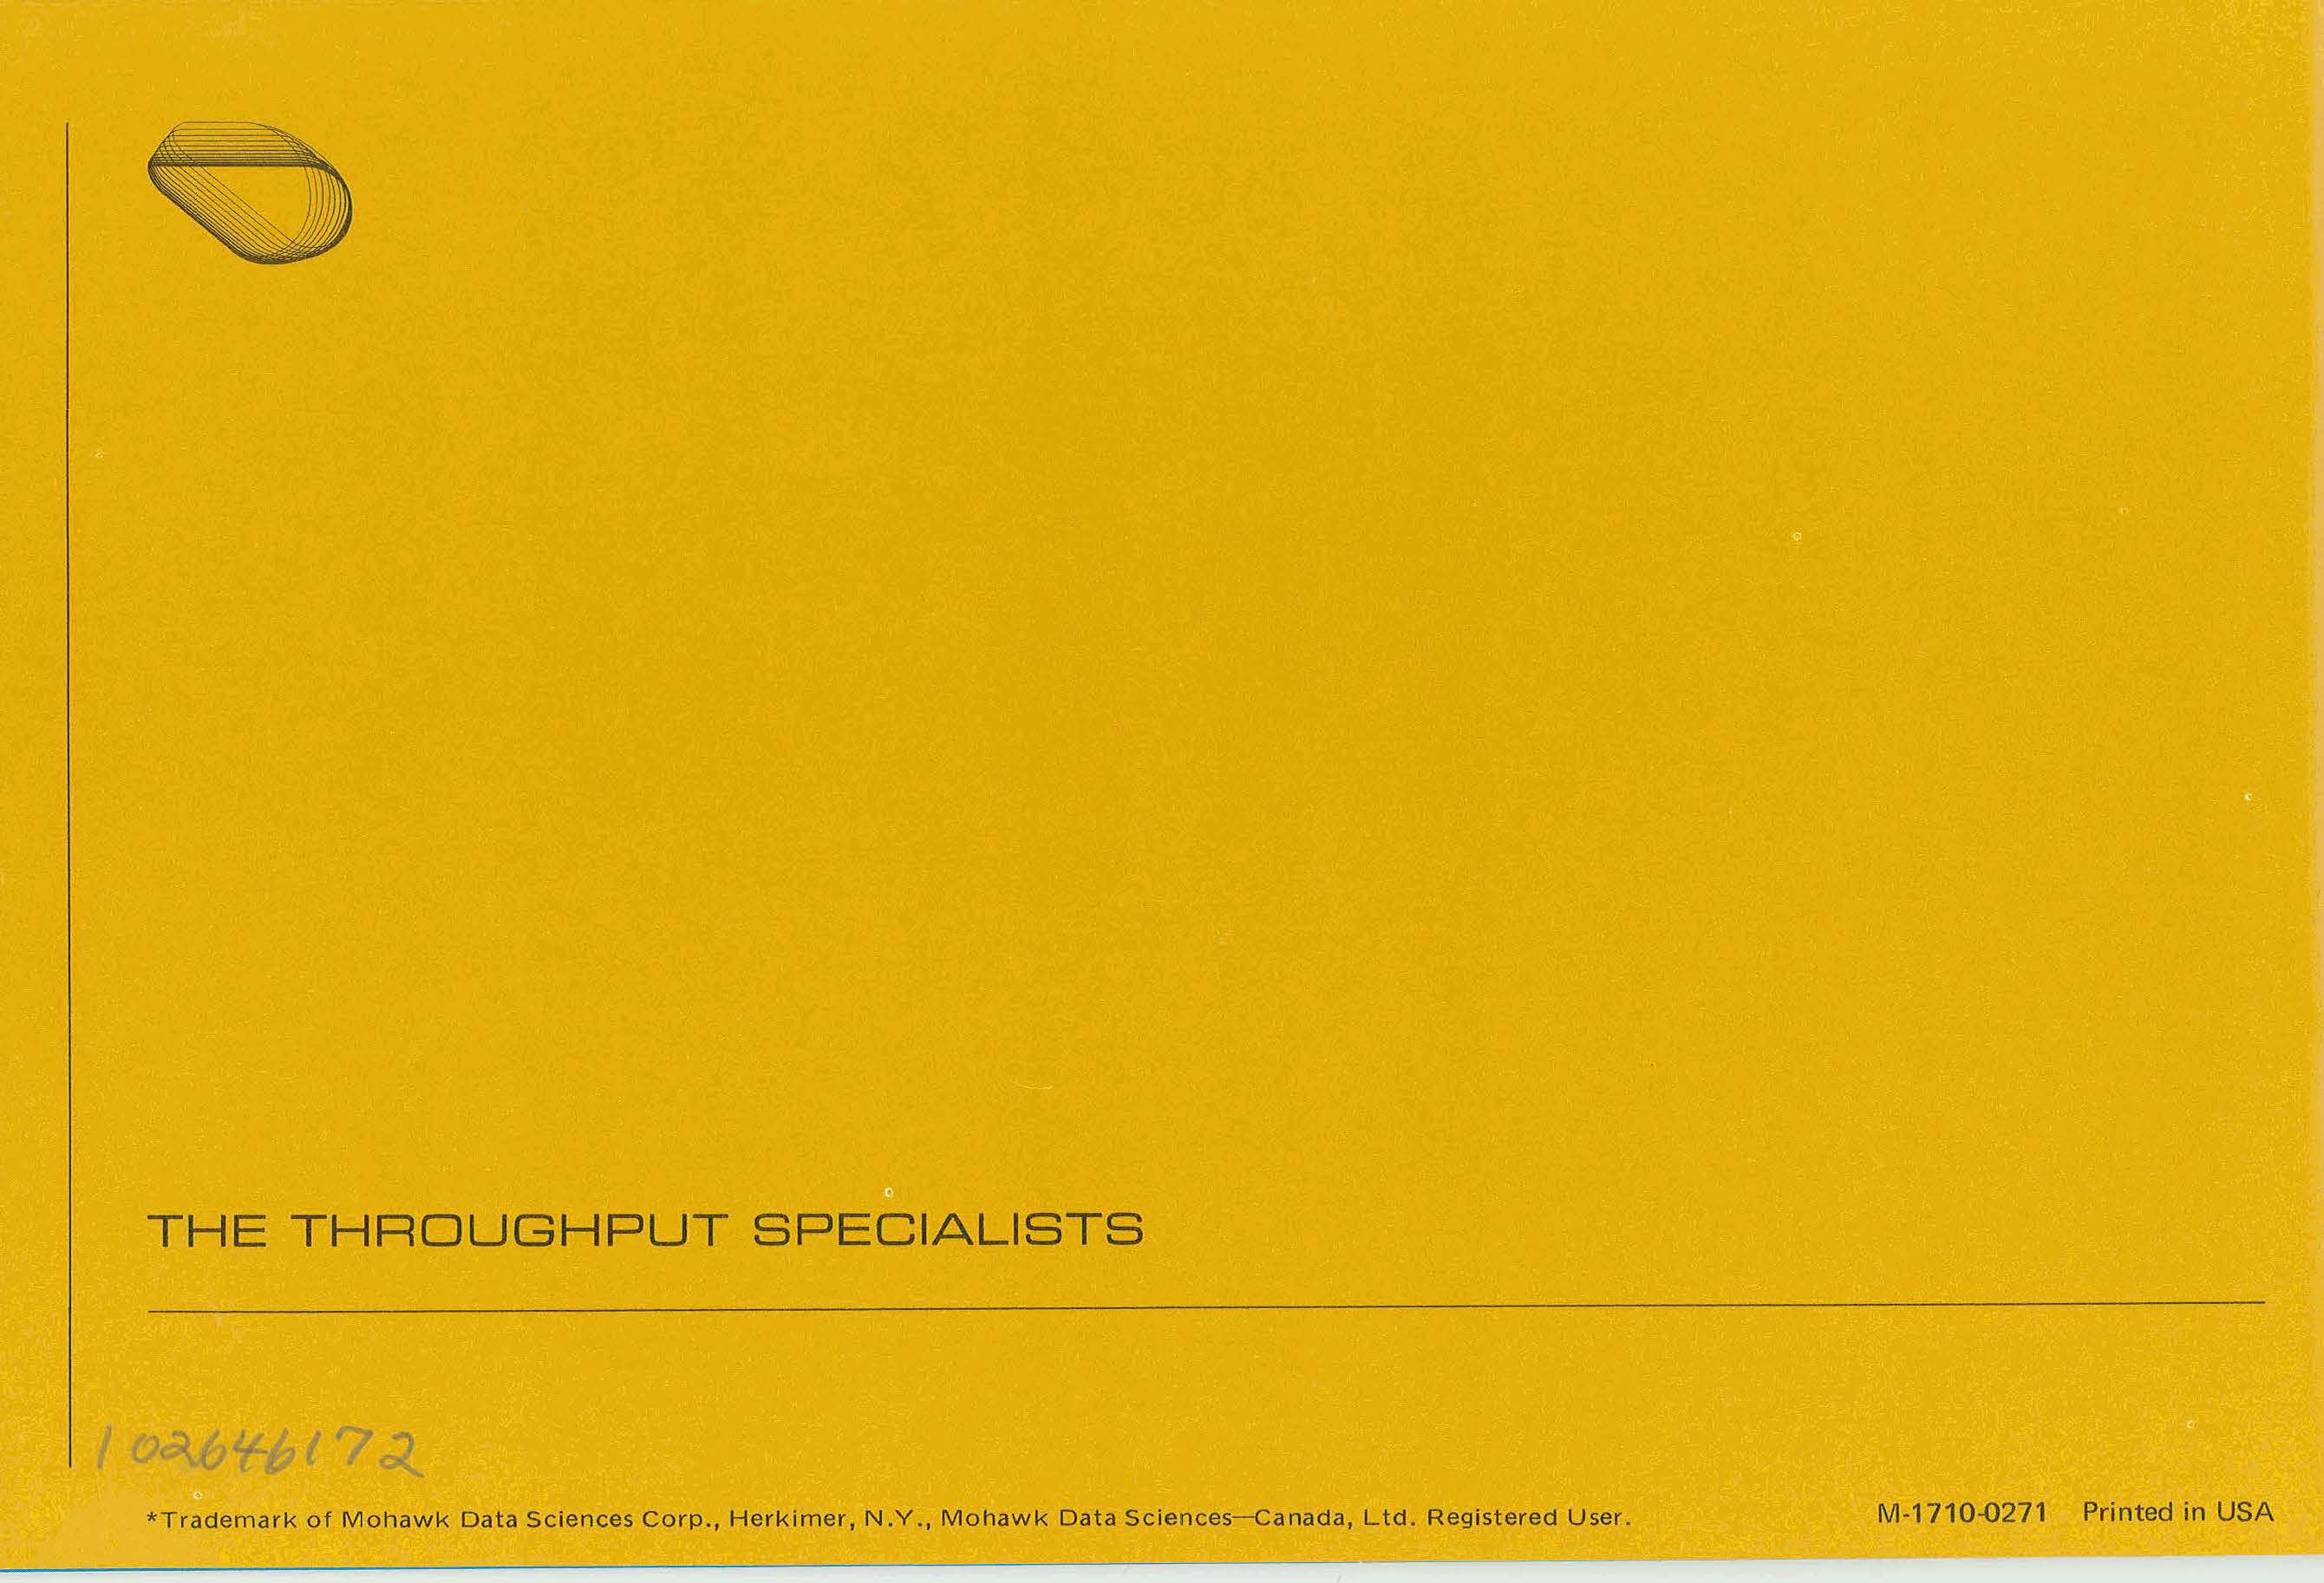 THE THROUGHPUT SPECIALISTS
102646172
*Trademark of Mohawk Data Sciences Corp., Herkimer, N.Y., Mohawk Data Sciences—Canada, Ltd. Registered User.
M-1710-0271 Printed in USA